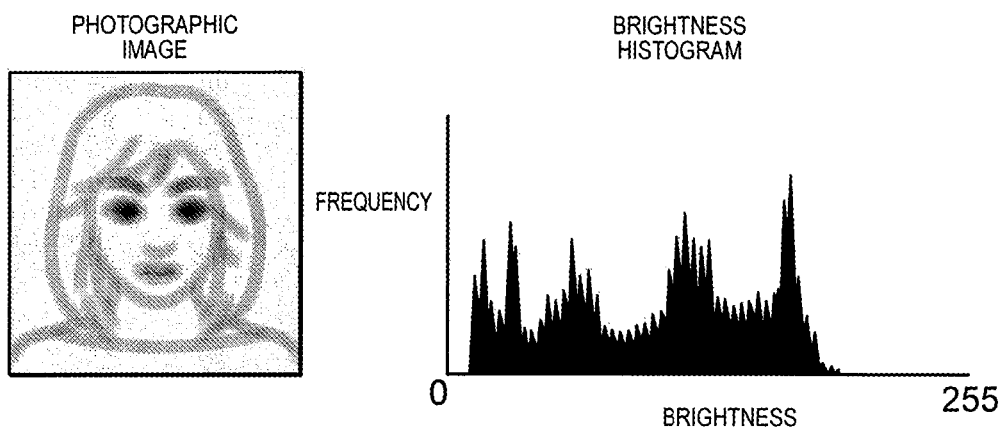 PHOTOGRAPHIC
IMAGE
BRIGHTNESS
HISTOGRAM
FREQUENCY
0
255
BRIGHTNESS